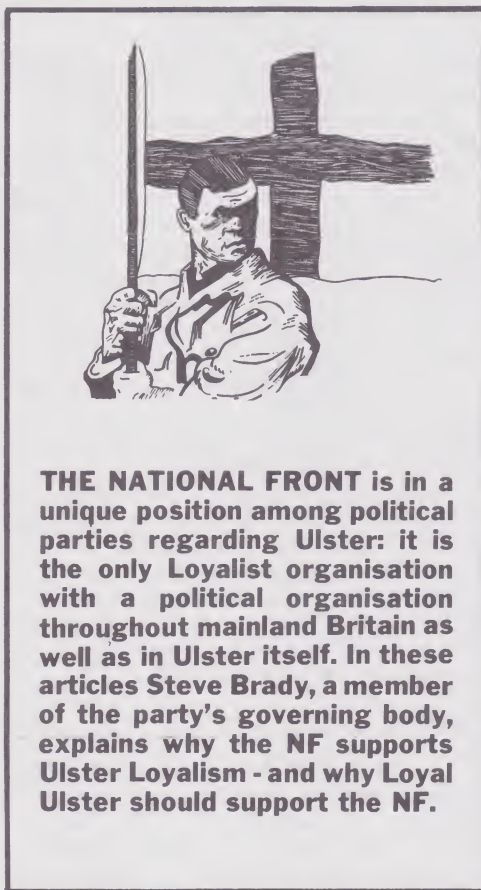 THE NATIONAL FRONT is in a
unique position among political
parties regarding Ulster: it is
the only Loyalist organisation
with a political organisation
throughout mainland Britain as
well as in Ulster itself. In these
articles Steve Brady, a member
of the party's governing body,
explains why the NF supports
Ulster Loyalism - and why Loyal
Ulster should support the NF.